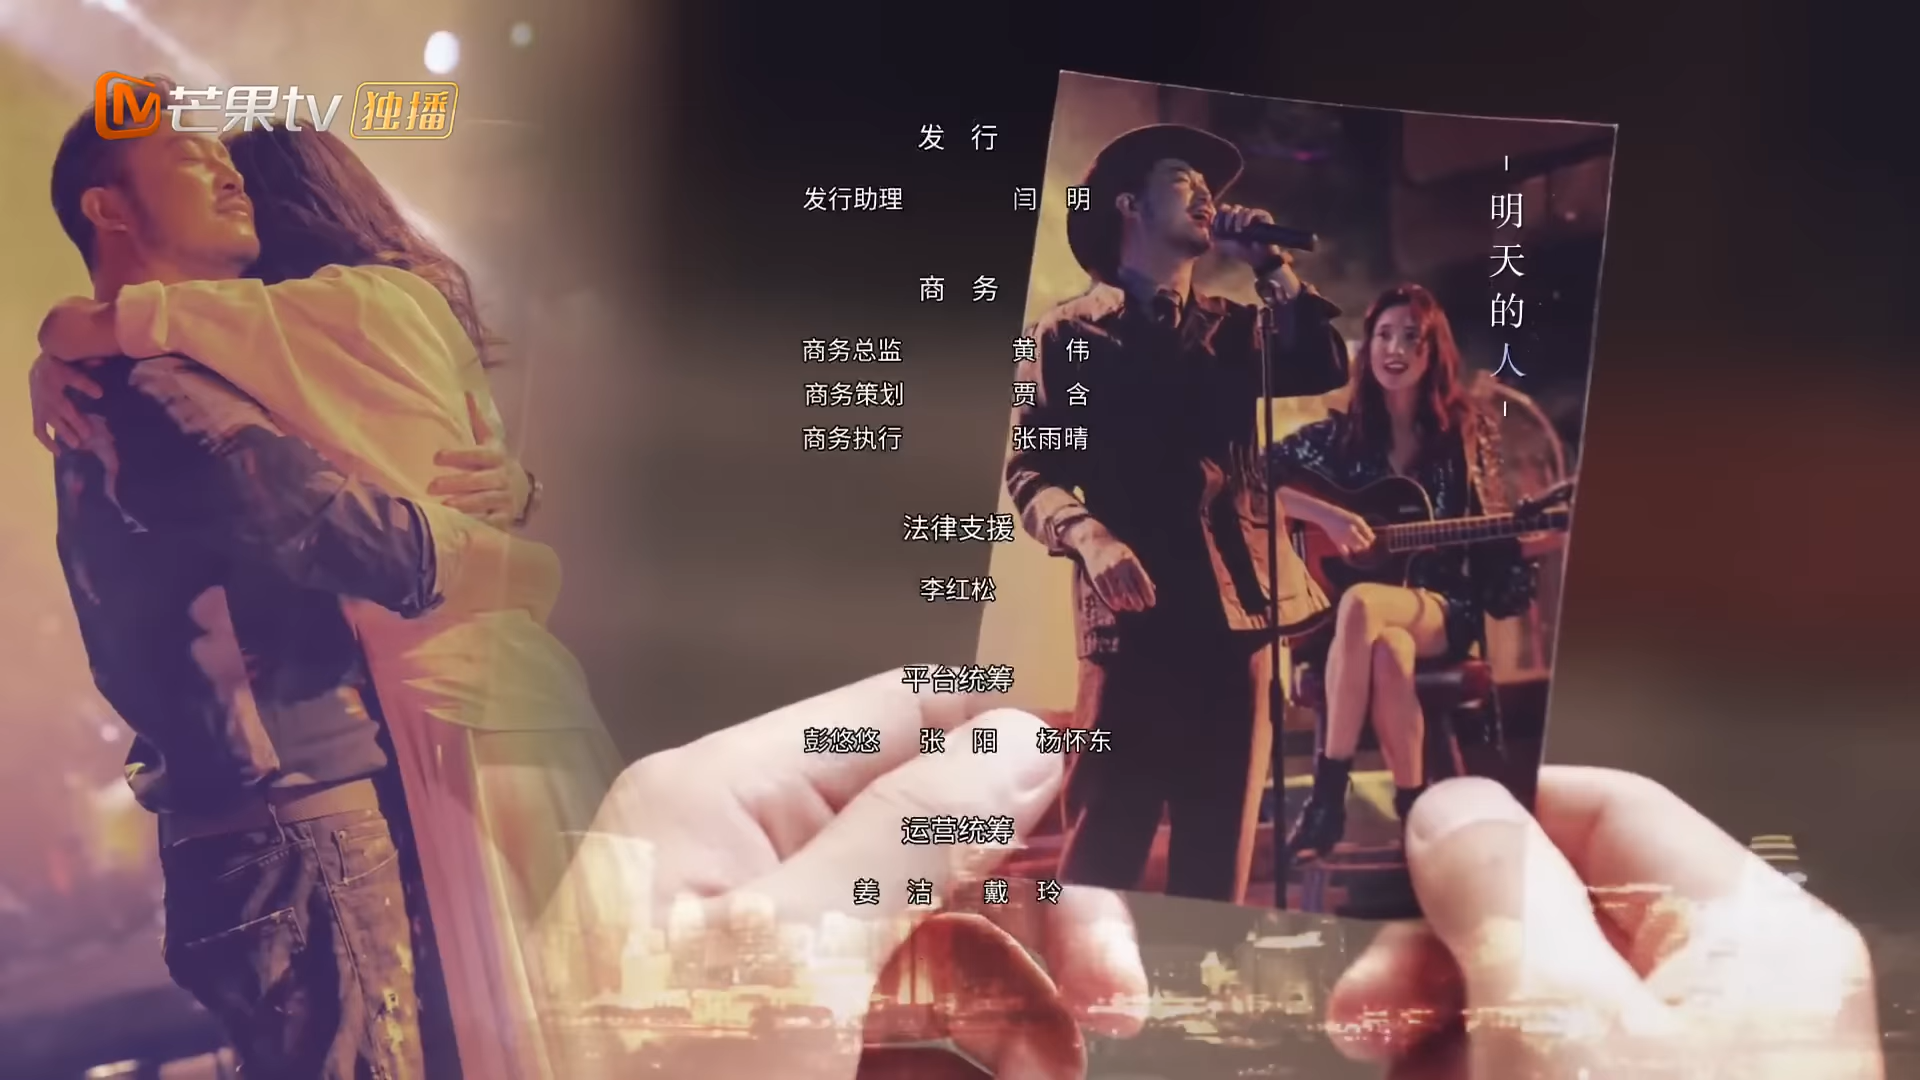 芒果tv 独播
发 行
发行助理 闫 明
商 务
商务总监 黄 伟
商务策划 贾 含
商务执行 张雨晴
法律支援
李红松
平台统筹
彭悠悠 张 阳 杨怀东
运营统筹
姜 洁 戴 玲
明天的人